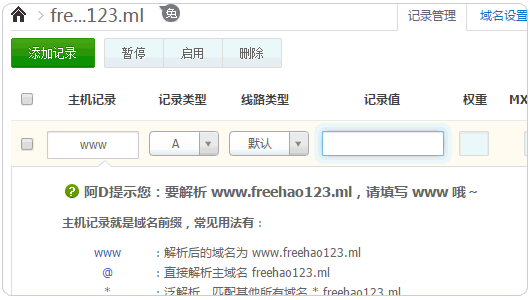 fre...123.ml 免
记录管理 域名设置
添加记录 暂停 启用 删除
主机记录 记录类型 线路类型 记录值 权重 MX
www A 默认
阿D提示您：要解析 www.freehao123.ml，请填写 www 哦～
主机记录就是域名前缀，常见用法有：
www ：解析后的域名为 www.freehao123.ml
@ ：直接解析主域名 freehao123.ml
* ：泛解析，匹配其他所有域名 *.freehao123.ml